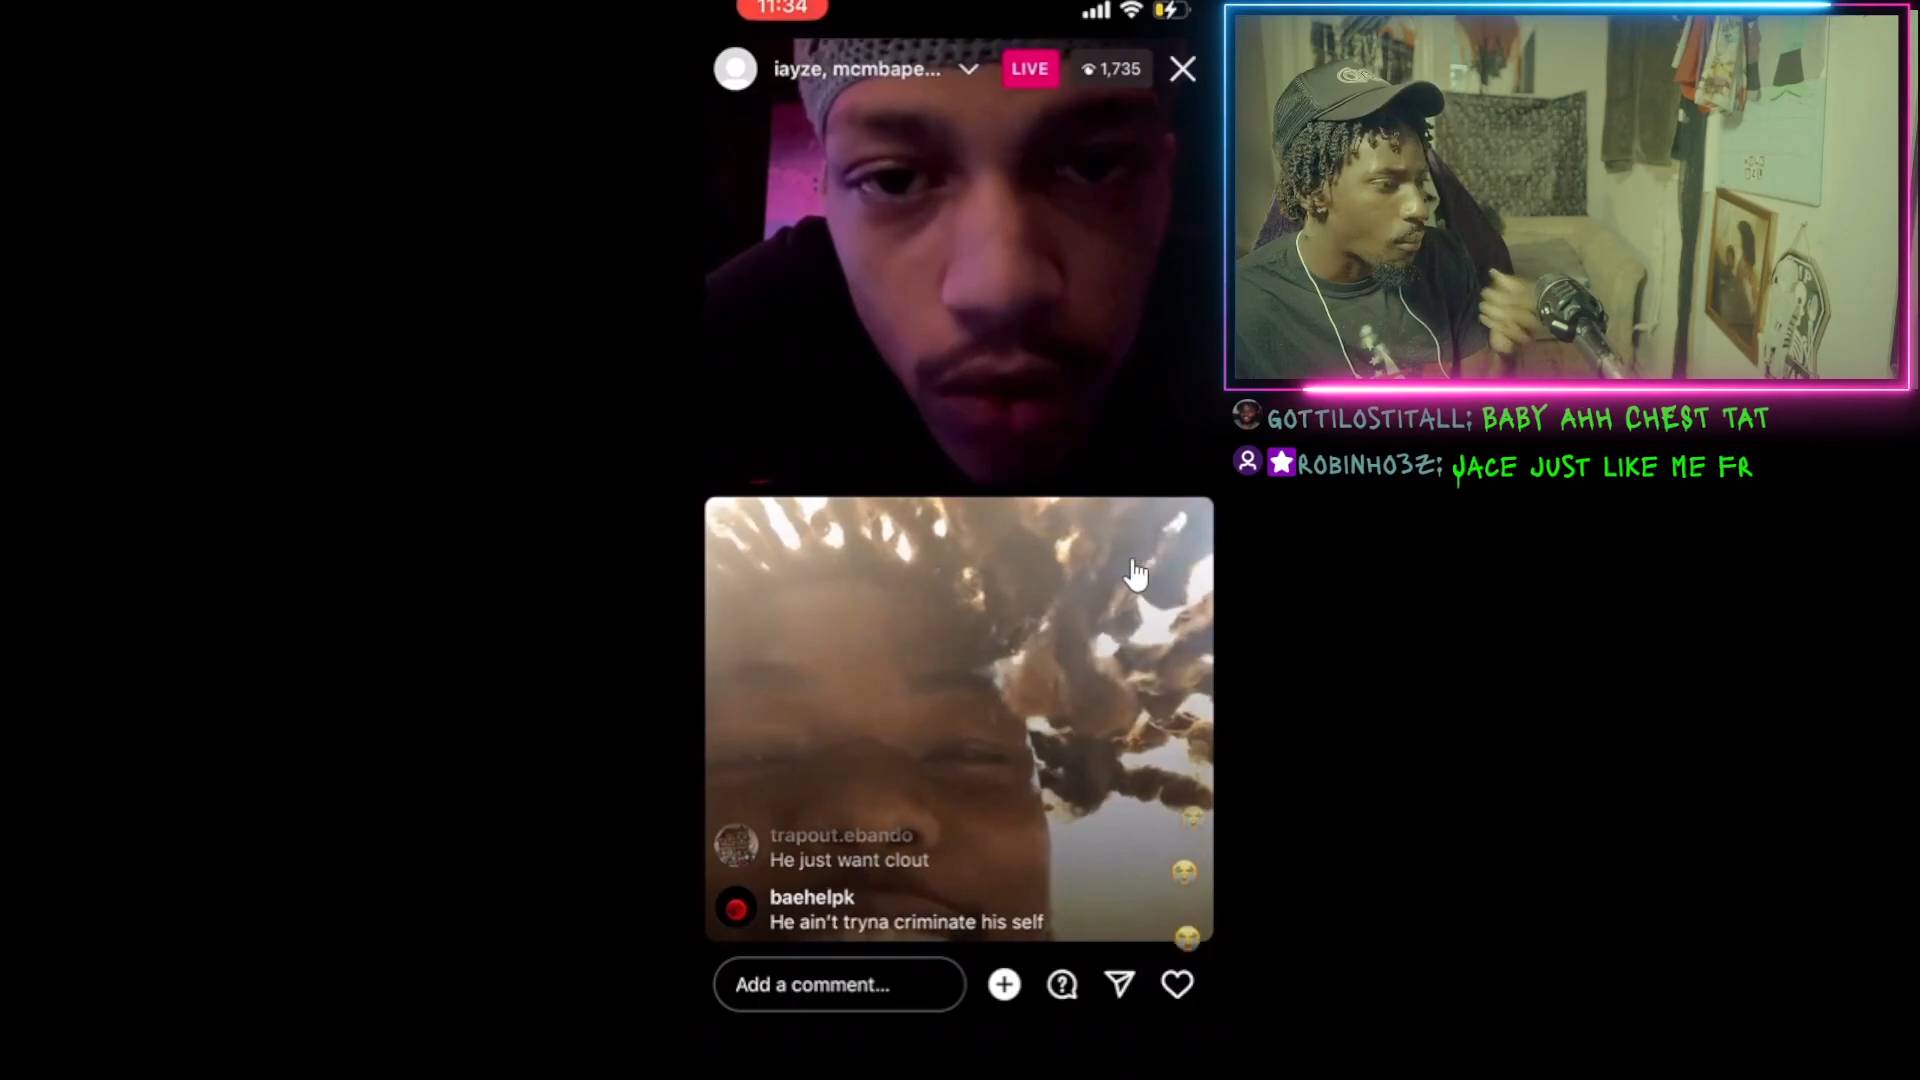 11:34
iayze, mcmbape...
LIVE
1,735
GOTTILOSTITALL: BABY AHH CHEST TAT
ROBINHO3Z: JACE JUST LIKE ME FR
trapout.ebando
He just want clout
baehelpk
He ain't tryna criminate his self
Add a comment...